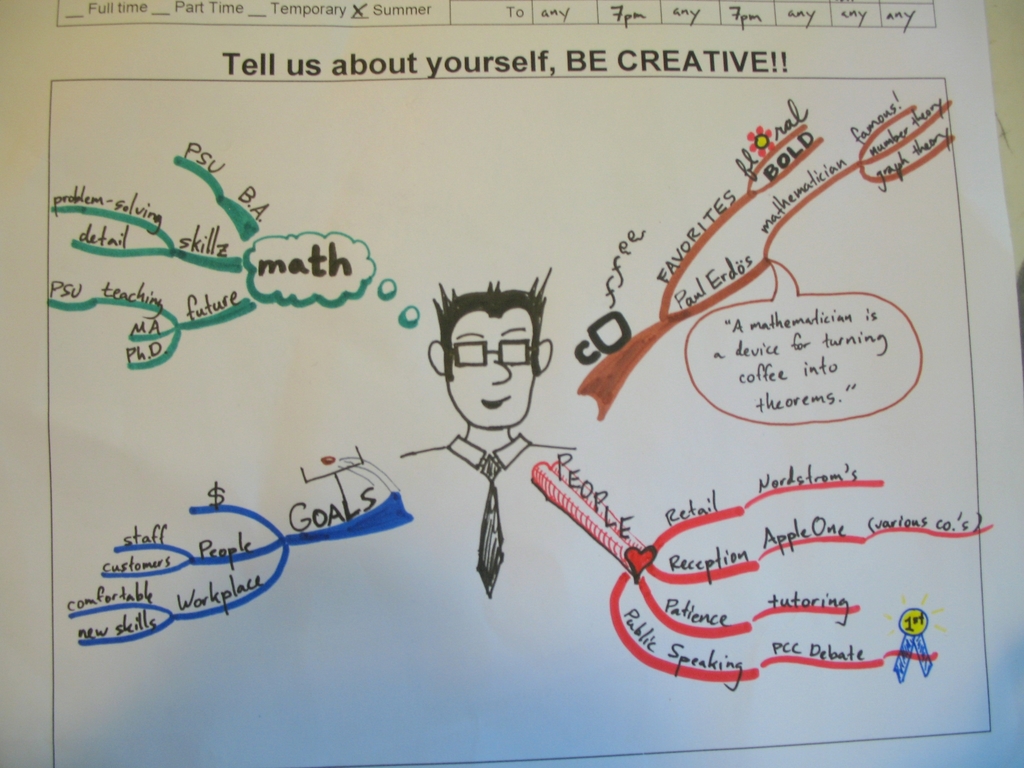 __ Full time __ Part Time __ Temporary X Summer
To any 7pm any 7pm any any any
Tell us about yourself, BE CREATIVE!!
math
B.A.
PSU
skillz
problem-solving
detail
future
PSU teaching
MA
Ph.D.
coffee
FAVORITES
floral
BOLD
Paul Erdös
mathematician
famous!
number theory
graph theory
"A mathematician is
a device for turning
coffee into
theorems."
GOALS
$
People
staff
customers
Workplace
comfortable
new skills
PEOPLE
Retail
Nordstrom's
Reception
AppleOne
(various co.'s)
Patience
tutoring
Public Speaking
PCC Debate
1st